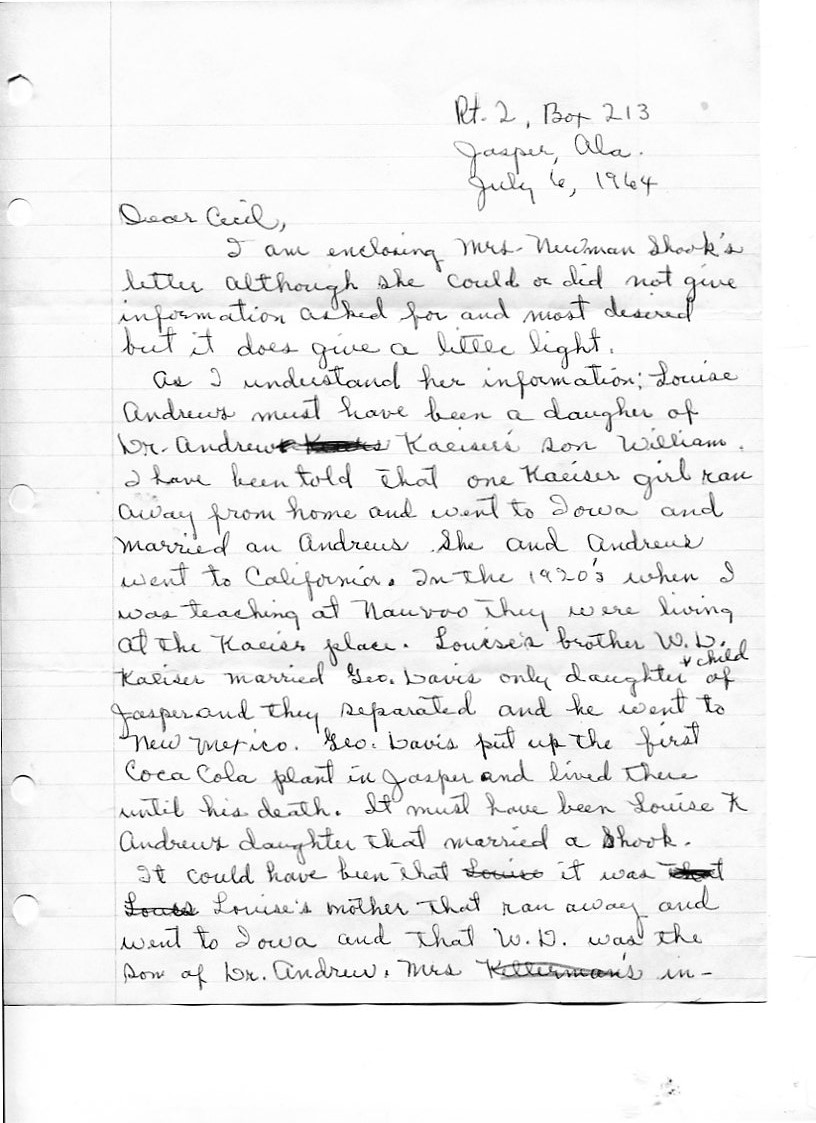 Rt. 2, Box 213
Jasper, Ala.
July 6, 1964
Dear Cecil,
I am enclosing Mrs. Newman Shook's
letter although she could or did not give
information asked for and most desired
but it does give a little light.
As I understand her information; Louise
Andrews must have been a daugher of
Dr. Andrew Kaeiser's son William.
I have been told that one Kaeiser girl ran
away from home and went to Iowa and
married an Andrews. She and Andrews
went to California. In the 1920's when I
was teaching at Nauvoo they were living
at the Kaeiser place. Louise's brother W. D.
Kaeiser married Geo. Davis only daughter & child of
Jasper and they separated and he went to
New Mexico. Geo. Davis put up the first
Coca Cola plant in Jasper and lived there
until his death. It must have been Louise K
Andrews daughter that married a Shook.
It could have been that Louise it was that
Louise's mother that ran away and
went to Iowa and that W. D. was the
son of Dr. Andrew. Mrs Kellerman's in-